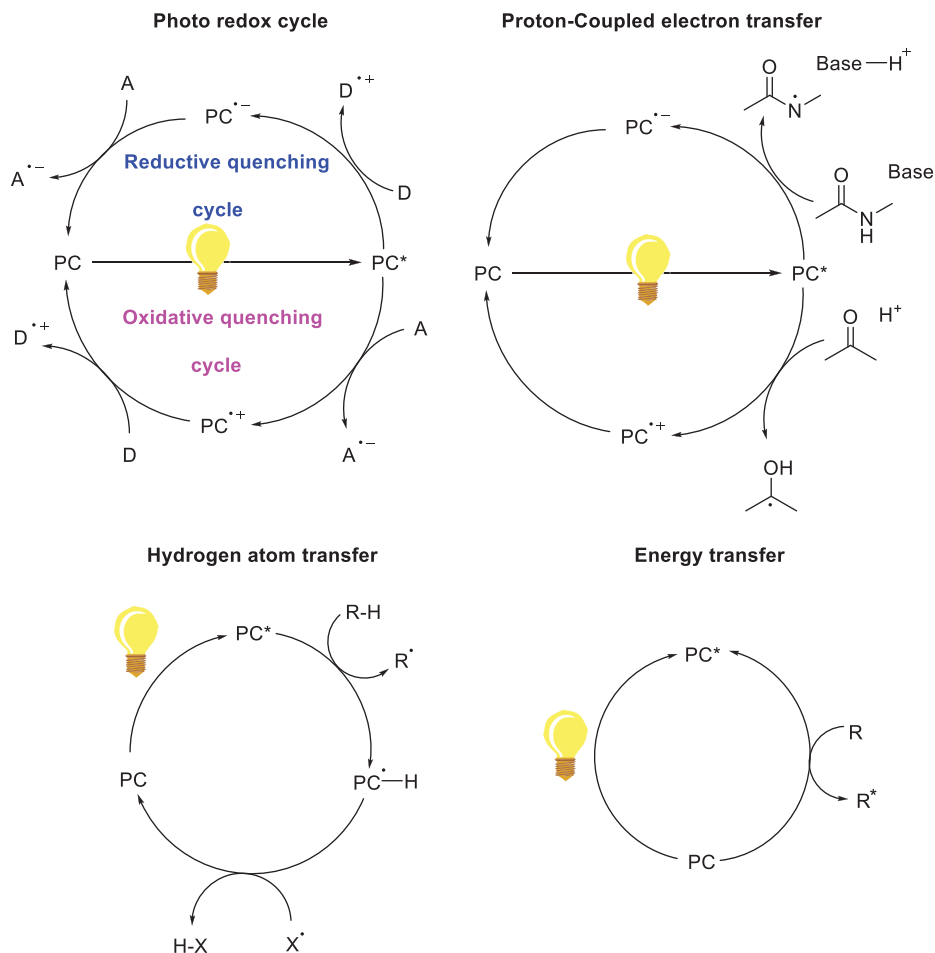 Photo redox cycle
A
D•+
PC•−
A•−
Reductive quenching
cycle
D
PC
PC*
Oxidative quenching
cycle
D•+
A
PC•+
D
A•−
Proton-Coupled electron transfer
O
N•
Base—H+
PC•−
O
N
H
Base
PC
PC*
O
H+
PC•+
OH
•
Hydrogen atom transfer
R-H
PC*
R•
PC
PC•—H
H-X
X•
Energy transfer
PC*
R
R*
PC